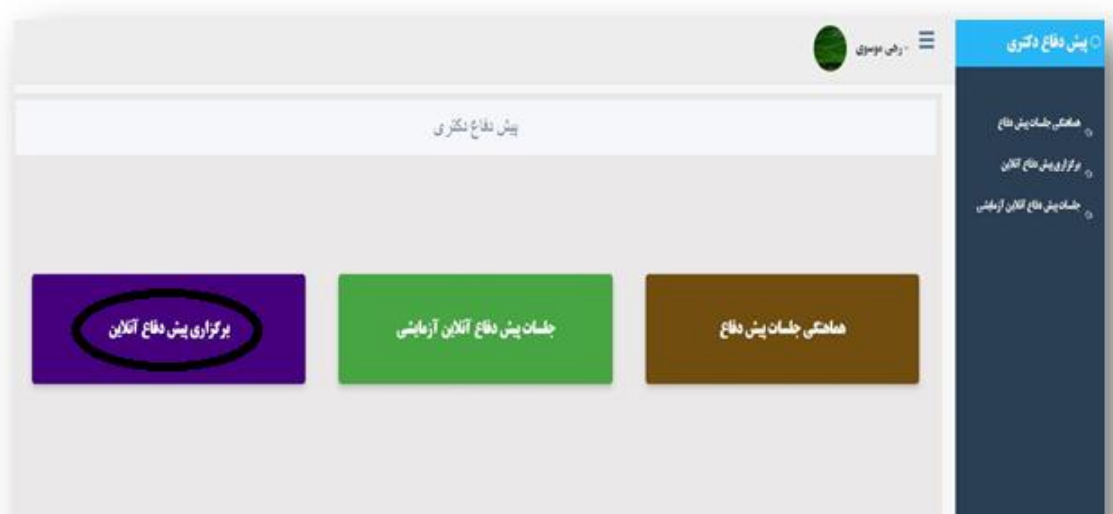 پیش دفاع دکتری
- رفی موسوی
هماهنگی جلسات پیش دفاع
برگزاری پیش دفاع آنلاین
جلسات پیش دفاع آنلاین آزمایشی
پیش دفاع دکتری
هماهنگی جلسات پیش دفاع
جلسات پیش دفاع آنلاین آزمایشی
برگزاری پیش دفاع آنلاین